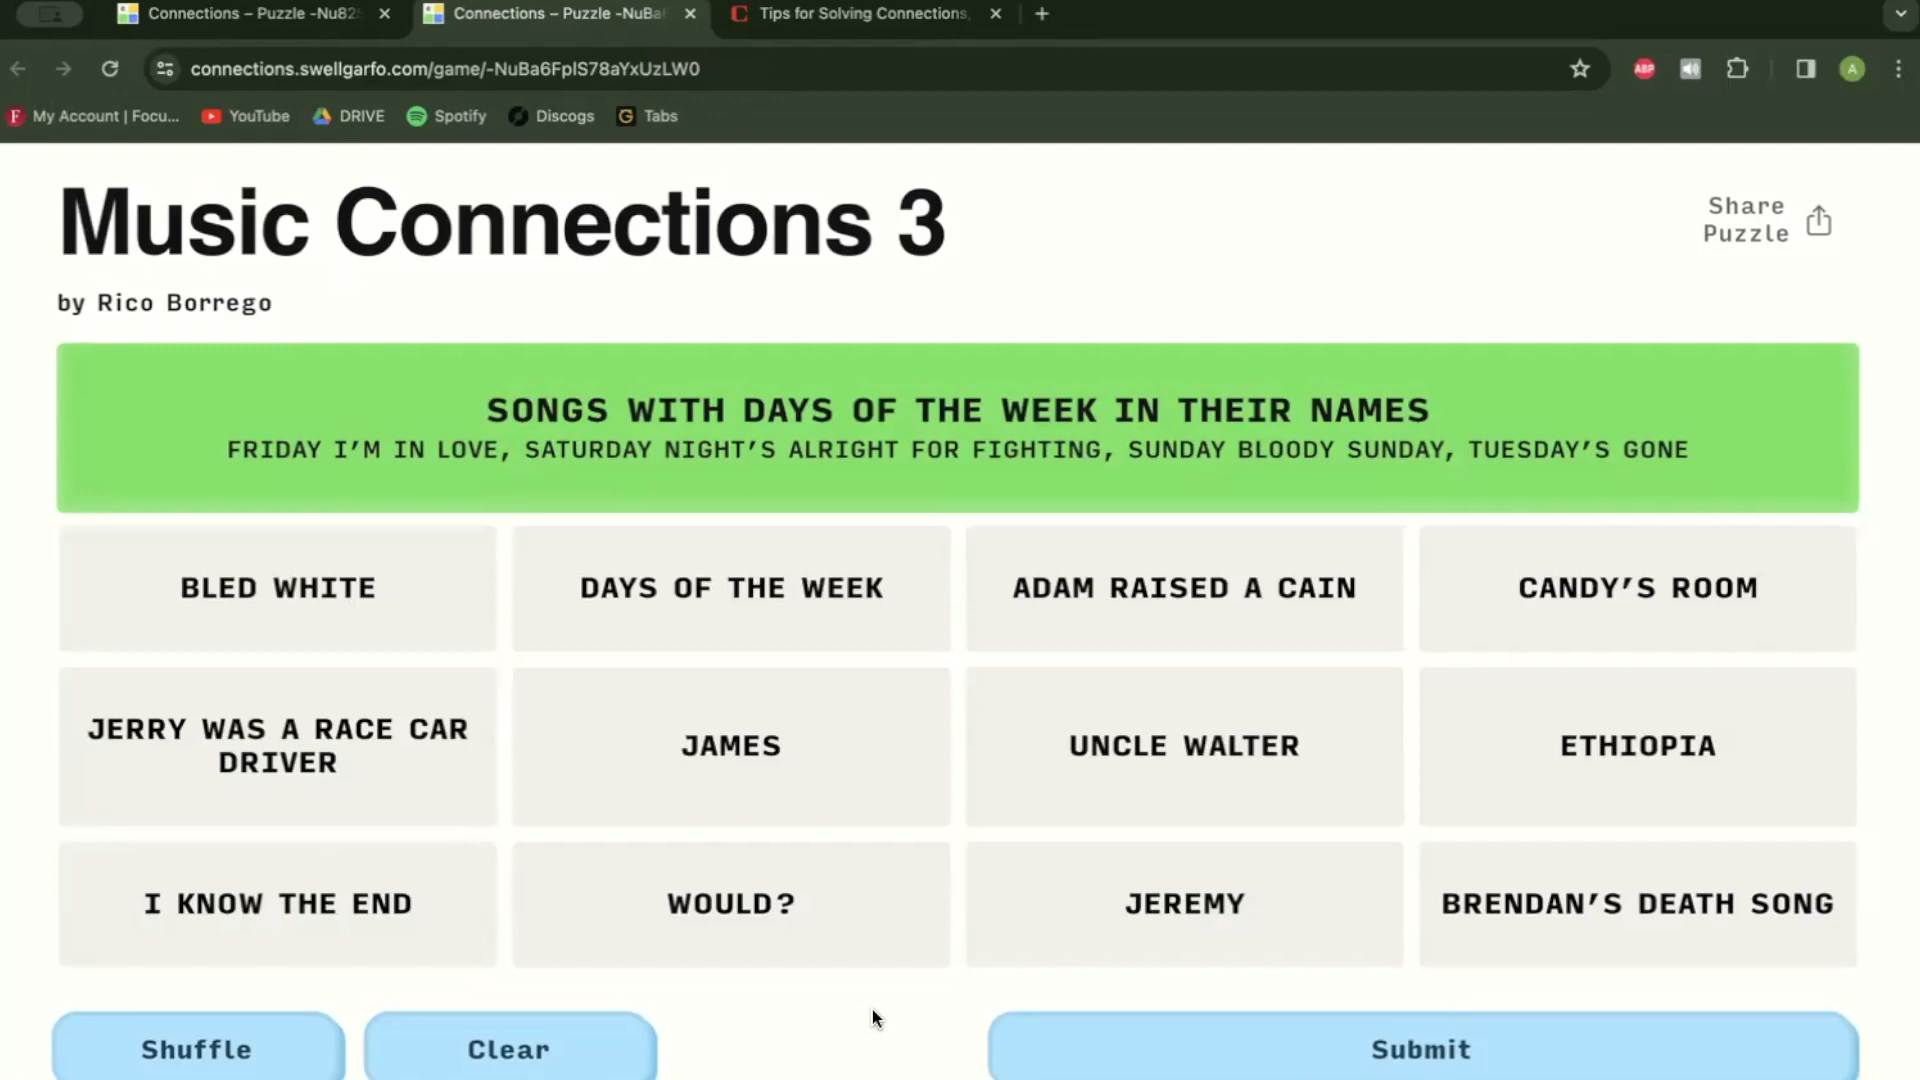 Connections – Puzzle -Nu82
Connections – Puzzle -NuBa
Tips for Solving Connections,
connections.swellgarfo.com/game/-NuBa6FplS78aYxUzLW0
ABP
A
My Account | Focu...
YouTube
DRIVE
Spotify
Discogs
Tabs
Music Connections 3
Share
Puzzle
by Rico Borrego
SONGS WITH DAYS OF THE WEEK IN THEIR NAMES
FRIDAY I’M IN LOVE, SATURDAY NIGHT’S ALRIGHT FOR FIGHTING, SUNDAY BLOODY SUNDAY, TUESDAY’S GONE
BLED WHITE
DAYS OF THE WEEK
ADAM RAISED A CAIN
CANDY’S ROOM
JERRY WAS A RACE CAR
DRIVER
JAMES
UNCLE WALTER
ETHIOPIA
I KNOW THE END
WOULD?
JEREMY
BRENDAN’S DEATH SONG
Shuffle
Clear
Submit